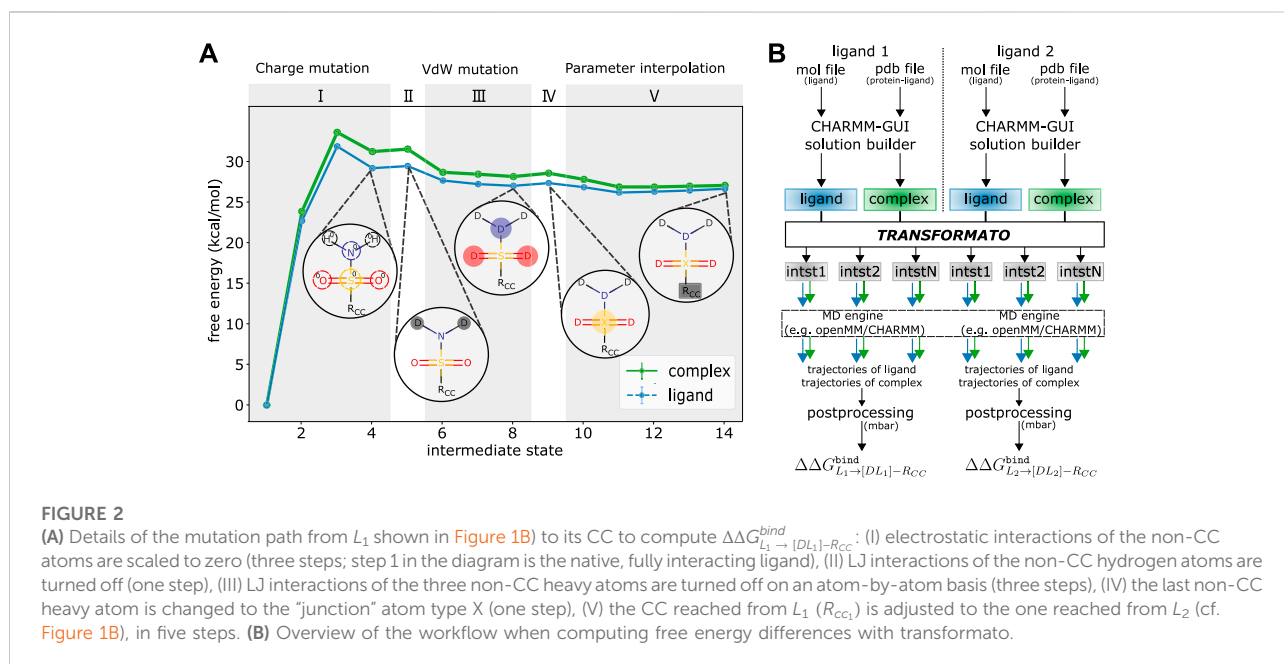 A
Charge mutation
VdW mutation
Parameter interpolation
I
II
III
IV
V
free energy (kcal/mol)
30
25
20
15
10
5
0
2
4
6
8
10
12
14
intermediate state
H⁰ H⁰
N⁰
O⁰ S⁰ O⁰
R_CC
D D
N
O S O
R_CC
D D
D
D S D
R_CC
D D
D
D X D
R_CC
D D
D
D X D
R_CC
complex
ligand
B
ligand 1
ligand 2
mol file
(ligand)
pdb file
(protein-ligand)
mol file
(ligand)
pdb file
(protein-ligand)
CHARMM-GUI
solution builder
CHARMM-GUI
solution builder
ligand
complex
ligand
complex
TRANSFORMATO
intst1
intst2
intstN
intst1
intst2
intstN
MD engine
(e.g. openMM/CHARMM)
MD engine
(e.g. openMM/CHARMM)
trajectories of ligand
trajectories of complex
trajectories of ligand
trajectories of complex
postprocessing
(mbar)
postprocessing
(mbar)
ΔΔG^bind_{L₁→[DL₁]−R_CC}
ΔΔG^bind_{L₂→[DL₂]−R_CC}
FIGURE 2
(A) Details of the mutation path from L₁ shown in Figure 1B) to its CC to compute ΔΔG^bind_{L₁ → [DL₁]−R_CC}: (I) electrostatic interactions of the non-CC
atoms are scaled to zero (three steps; step 1 in the diagram is the native, fully interacting ligand), (II) LJ interactions of the non-CC hydrogen atoms are
turned off (one step), (III) LJ interactions of the three non-CC heavy atoms are turned off on an atom-by-atom basis (three steps), (IV) the last non-CC
heavy atom is changed to the “junction” atom type X (one step), (V) the CC reached from L₁ (R_cc₁) is adjusted to the one reached from L₂ (cf.
Figure 1B), in five steps. (B) Overview of the workflow when computing free energy differences with transformato.